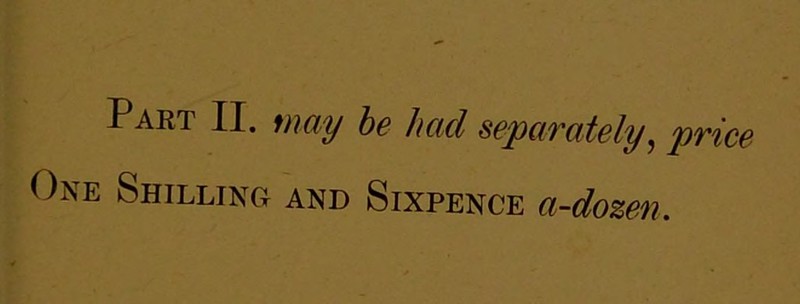 Part II. may be had separately, price
One Shilling and Sixpence a-dozen.